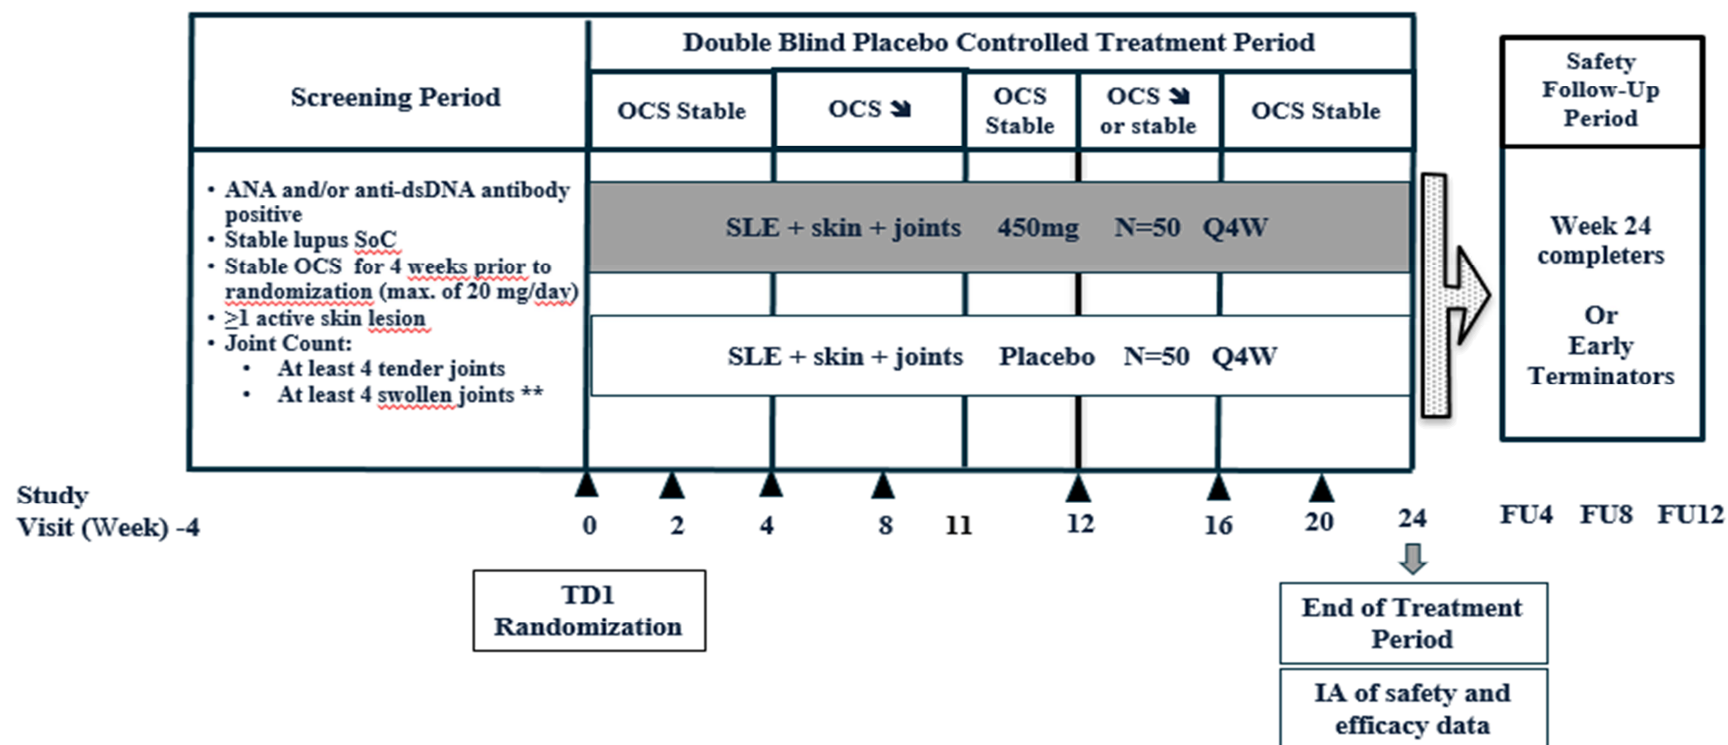 Double Blind Placebo Controlled Treatment Period
Screening Period
OCS Stable
OCS ⬊
OCS
Stable
OCS ⬊
or stable
OCS Stable
Safety
Follow-Up
Period
• ANA and/or anti-dsDNA antibody
positive
• Stable lupus SoC
• Stable OCS for 4 weeks prior to
randomization (max. of 20 mg/day)
• ≥1 active skin lesion
• Joint Count:
• At least 4 tender joints
• At least 4 swollen joints **
SLE + skin + joints 450mg N=50 Q4W
SLE + skin + joints Placebo N=50 Q4W
Week 24
completers
Or
Early
Terminators
Study
Visit (Week) -4 0 2 4 8 11 12 16 20 24
FU4 FU8 FU12
TD1
Randomization
End of Treatment
Period
IA of safety and
efficacy data